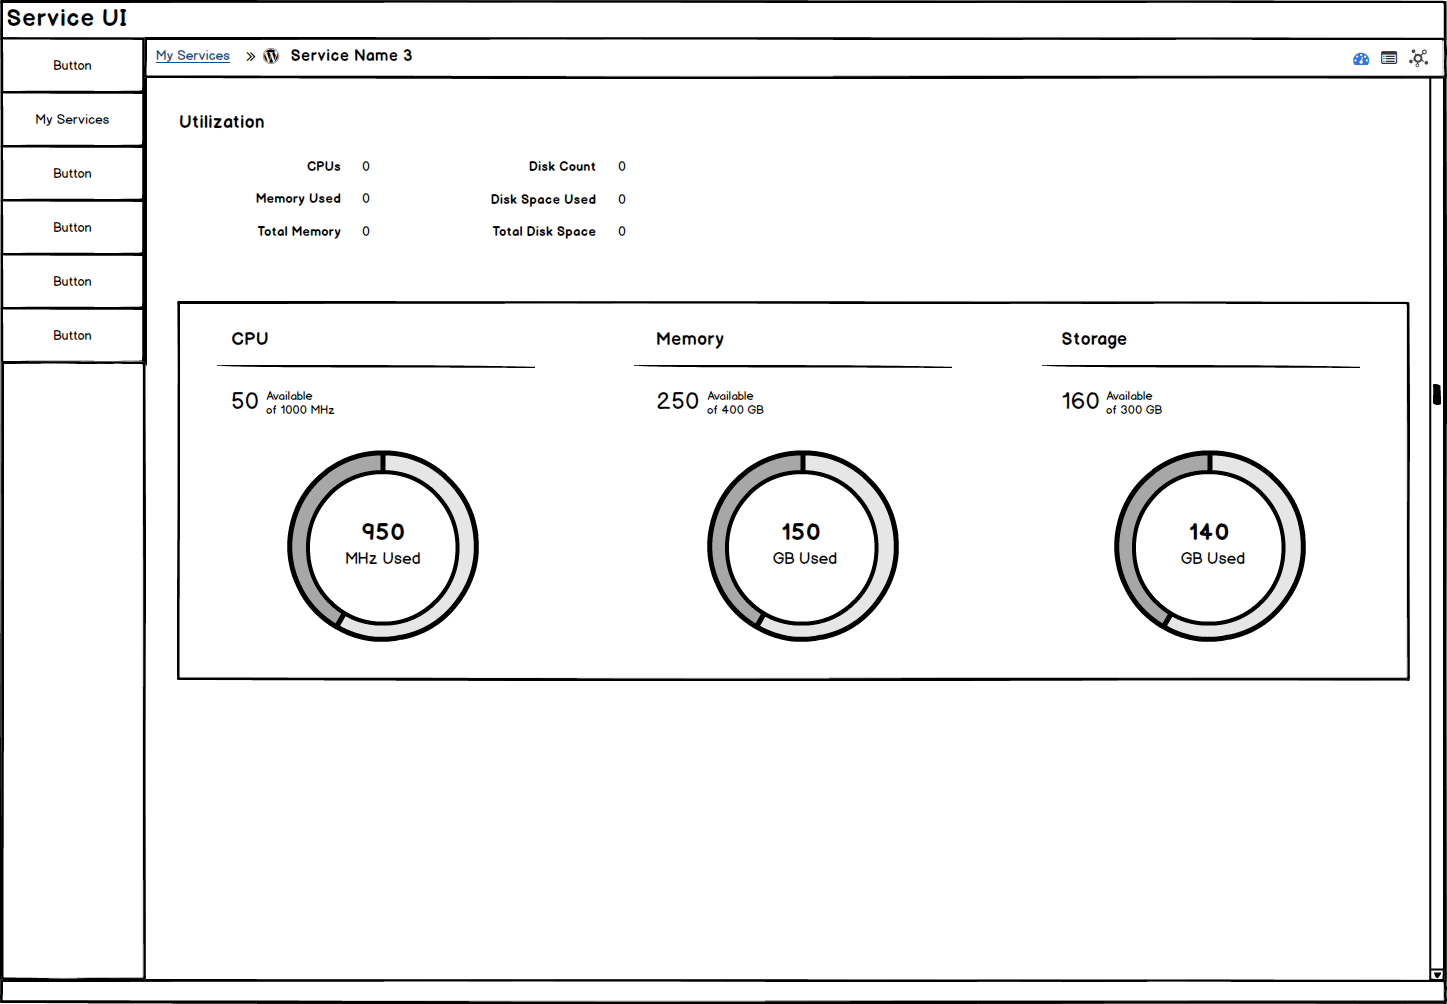 Service UI
Button
My Services
Button
Button
Button
Button
My Services » Service Name 3
Utilization
CPUs 0 Disk Count 0
Memory Used 0 Disk Space Used 0
Total Memory 0 Total Disk Space 0
CPU
50 Available
of 1000 MHz
950
MHz Used
Memory
250 Available
of 400 GB
150
GB Used
Storage
160 Available
of 300 GB
140
GB Used